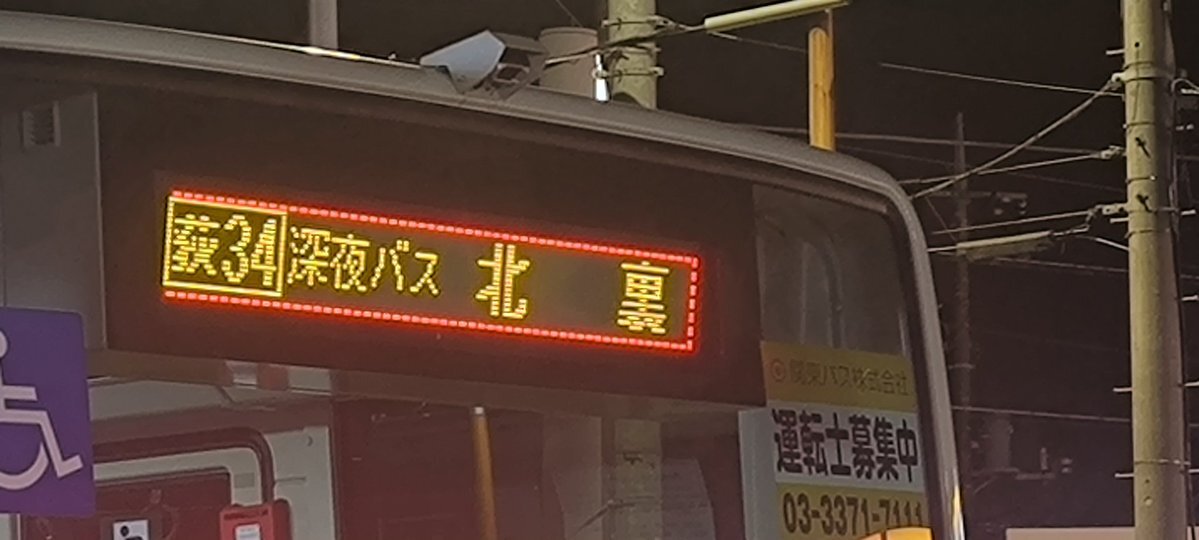 荻34 深夜バス 北 裏
関東バス株式会社
運転士募集中
03-3371-7111